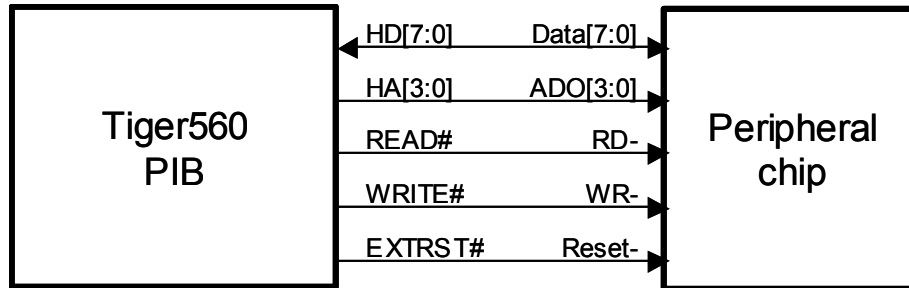 HD[7:0] Data[7:0]
HA[3:0] ADO[3:0]
Tiger560
PIB
READ# RD-
Peripheral
chip
WRITE# WR-
EXTRST# Reset-